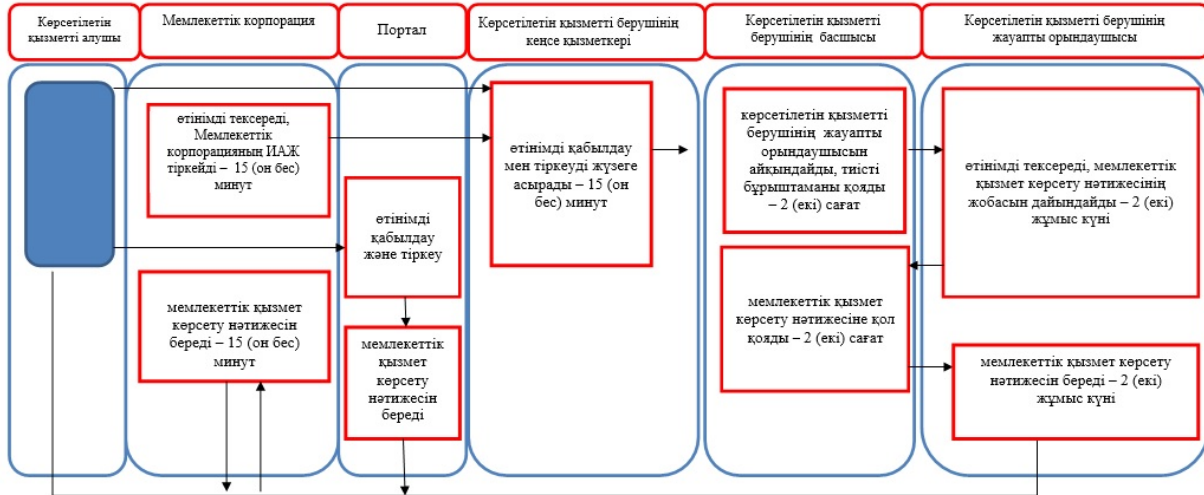 Көрсетілетін
қызметті алушы
Мемлекеттік корпорация
Портал
Көрсетілетін қызметті берушінің
кеңсе қызметкері
Көрсетілетін қызметті
берушінің басшысы
Көрсетілетін қызметті берушінің
жауапты орындаушысы
өтінімді тексереді,
Мемлекеттік
корпорацияның ИАЖ
тіркейді – 15 (он бес)
минут
мемлекеттік қызмет
көрсету нәтижесін
береді – 15 (он бес)
минут
өтінімді
қабылдау
және тіркеу
мемлекеттік
қызмет
көрсету
нәтижесін
береді
өтінімді қабылдау
мен тіркеуді жүзеге
асырады – 15 (он
бес) минут
көрсетілетін қызметті
берушінің жауапты
орындаушысын
айқындайды, тиісті
бұрыштаманы қояды
– 2 (екі) сағат
мемлекеттік қызмет
көрсету нәтижесіне қол
қояды – 2 (екі) сағат
өтінімді тексереді, мемлекеттік
қызмет көрсету нәтижесінің
жобасын дайындайды – 2 (екі)
жұмыс күні
мемлекеттік қызмет көрсету
нәтижесін береді – 2 (екі)
жұмыс күні